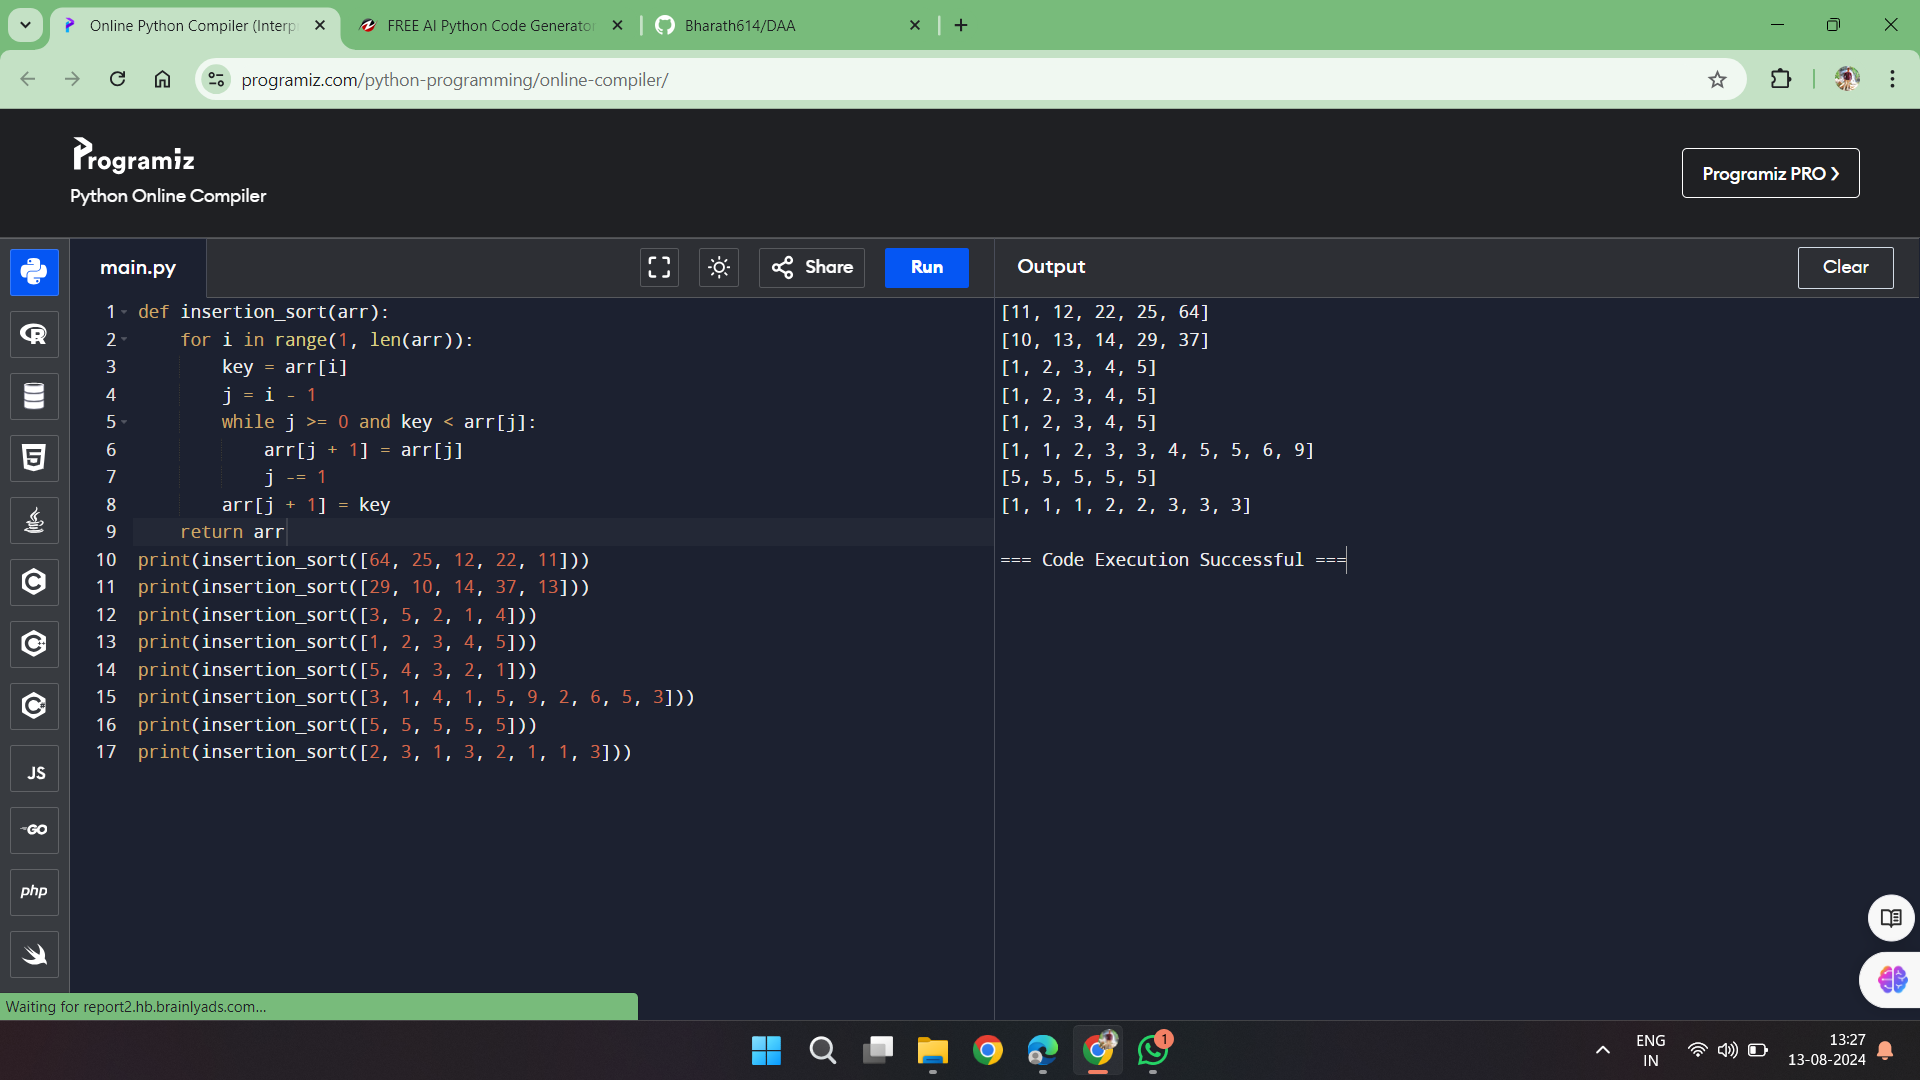 Online Python Compiler (Interp
FREE AI Python Code Generator
Bharath614/DAA
programiz.com/python-programming/online-compiler/
Programiz
Python Online Compiler
Programiz PRO
main.py
Share
Run
Output
Clear
1 def insertion_sort(arr):
2     for i in range(1, len(arr)):
3         key = arr[i]
4         j = i - 1
5         while j >= 0 and key < arr[j]:
6             arr[j + 1] = arr[j]
7             j -= 1
8         arr[j + 1] = key
9     return arr
10 print(insertion_sort([64, 25, 12, 22, 11]))
11 print(insertion_sort([29, 10, 14, 37, 13]))
12 print(insertion_sort([3, 5, 2, 1, 4]))
13 print(insertion_sort([1, 2, 3, 4, 5]))
14 print(insertion_sort([5, 4, 3, 2, 1]))
15 print(insertion_sort([3, 1, 4, 1, 5, 9, 2, 6, 5, 3]))
16 print(insertion_sort([5, 5, 5, 5, 5]))
17 print(insertion_sort([2, 3, 1, 3, 2, 1, 1, 3]))
[11, 12, 22, 25, 64]
[10, 13, 14, 29, 37]
[1, 2, 3, 4, 5]
[1, 2, 3, 4, 5]
[1, 2, 3, 4, 5]
[1, 1, 2, 3, 3, 4, 5, 5, 6, 9]
[5, 5, 5, 5, 5]
[1, 1, 1, 2, 2, 3, 3, 3]
=== Code Execution Successful ===
JS
GO
php
Waiting for report2.hb.brainlyads.com...
1
ENG
IN
13:27
13-08-2024